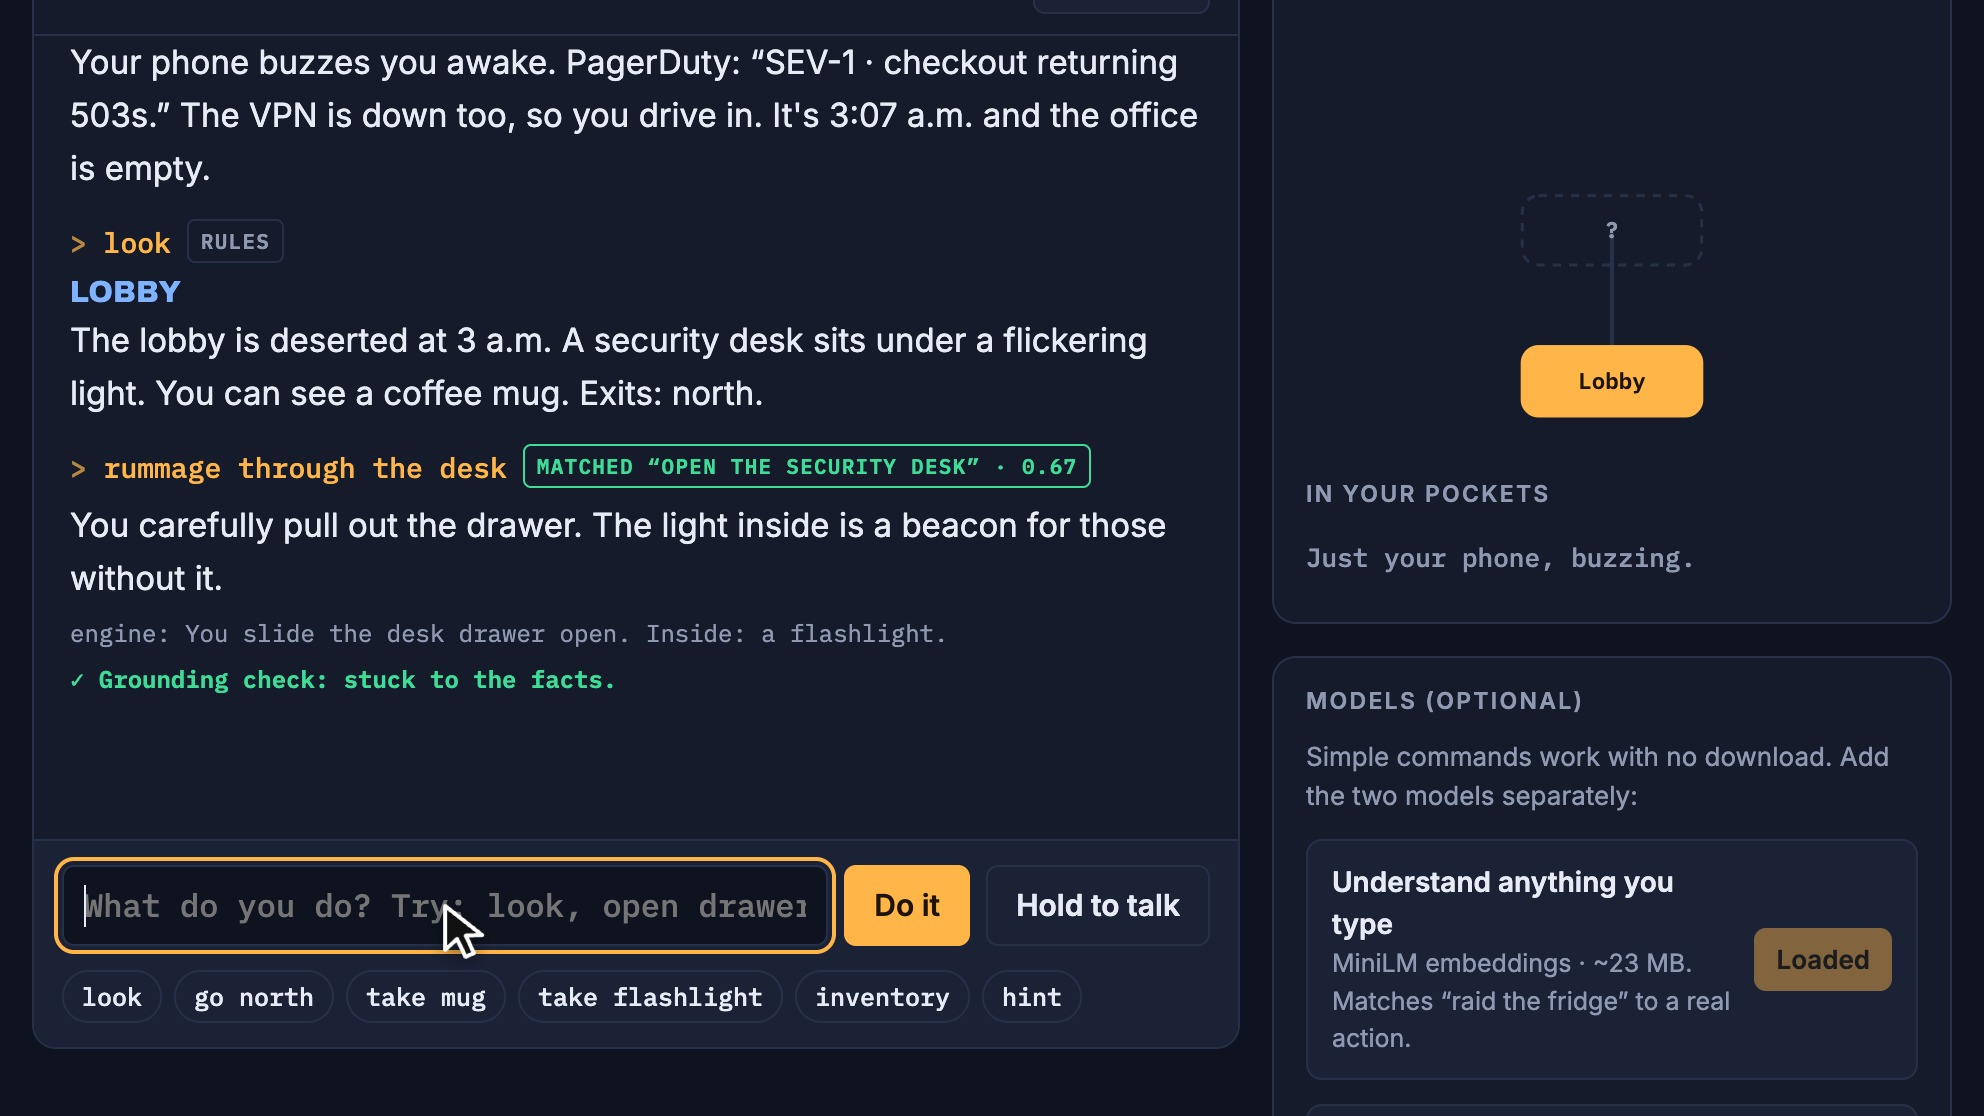 Your phone buzzes you awake. PagerDuty: “SEV-1 · checkout returning
503s.” The VPN is down too, so you drive in. It's 3:07 a.m. and the office
is empty.
> look RULES
LOBBY
The lobby is deserted at 3 a.m. A security desk sits under a flickering
light. You can see a coffee mug. Exits: north.
> rummage through the desk MATCHED “OPEN THE SECURITY DESK” · 0.67
You carefully pull out the drawer. The light inside is a beacon for those
without it.
engine: You slide the desk drawer open. Inside: a flashlight.
✓ Grounding check: stuck to the facts.
What do you do? Try: look, open drawer
Do it
Hold to talk
look
go north
take mug
take flashlight
inventory
hint
?
Lobby
IN YOUR POCKETS
Just your phone, buzzing.
MODELS (OPTIONAL)
Simple commands work with no download. Add
the two models separately:
Understand anything you
type
MiniLM embeddings · ~23 MB.
Matches “raid the fridge” to a real
action.
Loaded